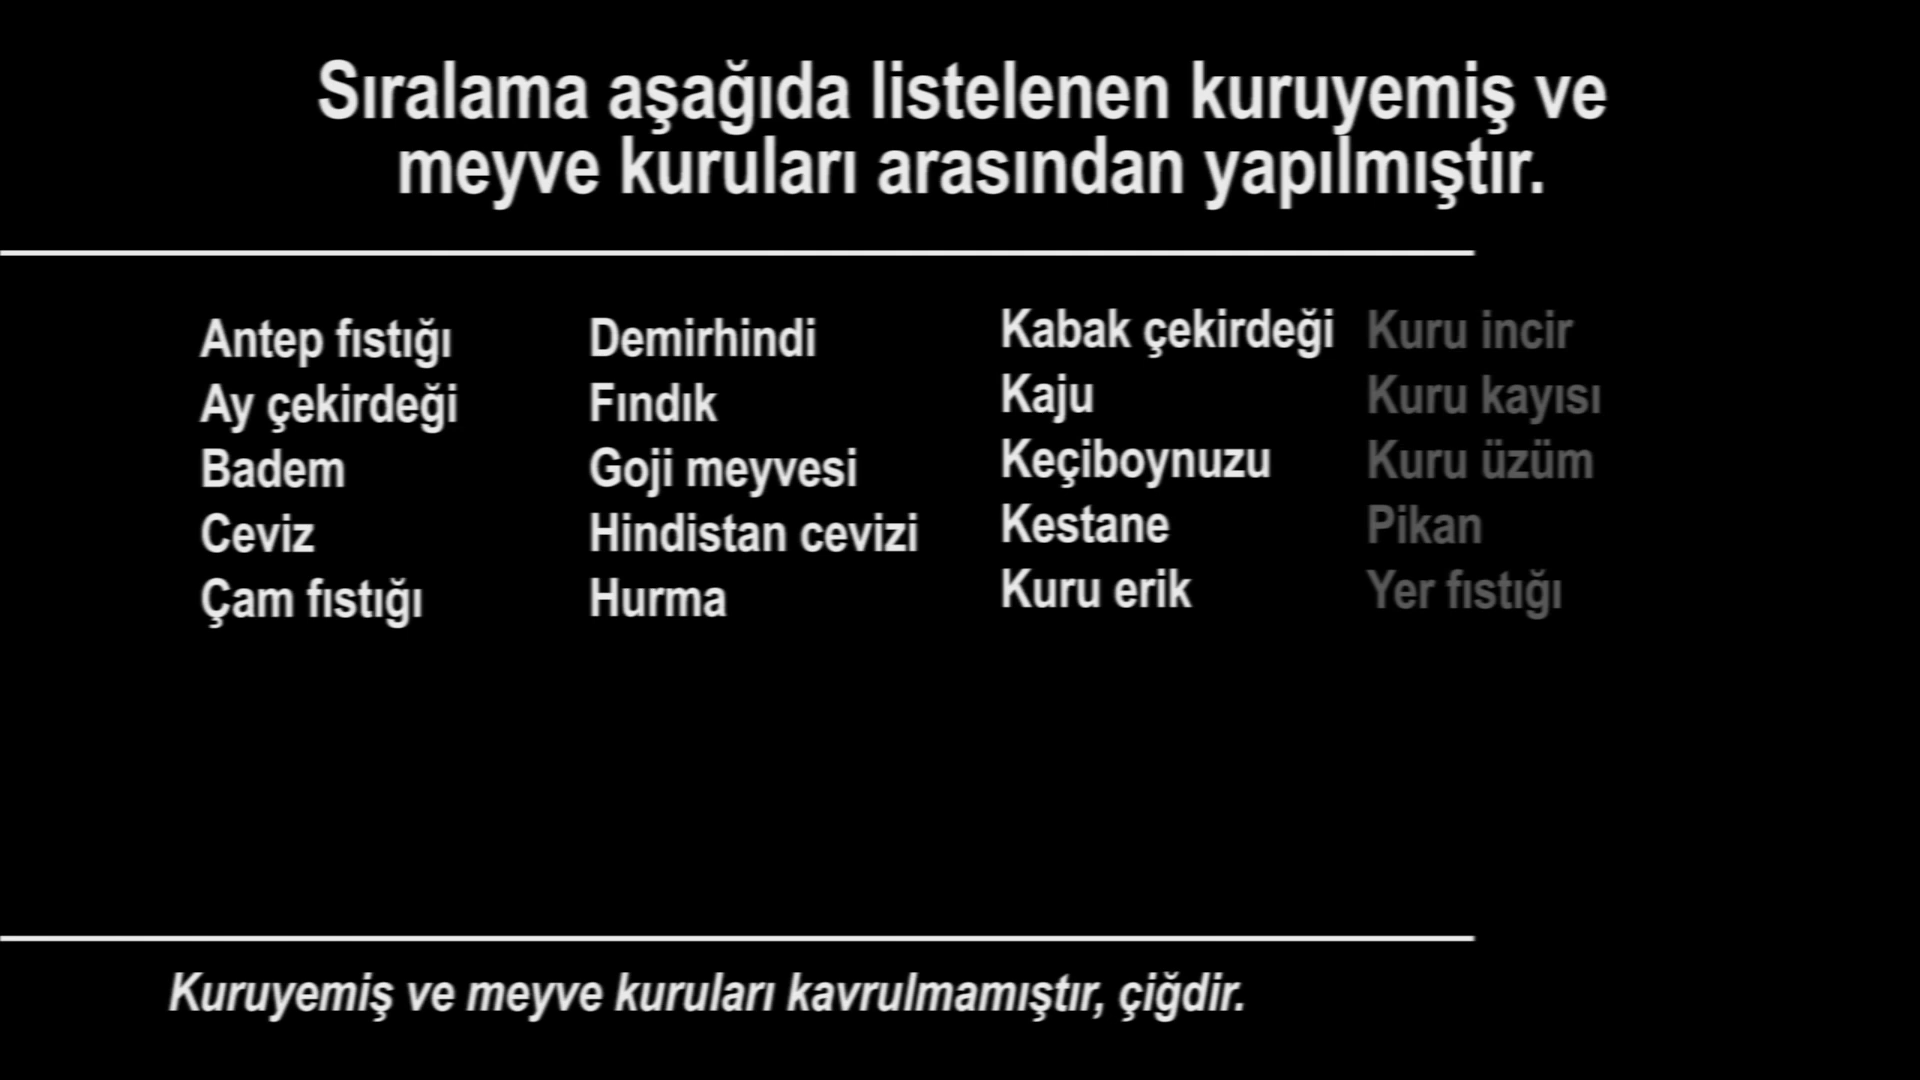 Sıralama aşağıda listelenen kuruyemiş ve
meyve kuruları arasından yapılmıştır.
Antep fıstığı
Ay çekirdeği
Badem
Ceviz
Çam fıstığı
Demirhindi
Fındık
Goji meyvesi
Hindistan cevizi
Hurma
Kabak çekirdeği
Kaju
Keçiboynuzu
Kestane
Kuru erik
Kuru incir
Kuru kayısı
Kuru üzüm
Pikan
Yer fıstığı
Kuruyemiş ve meyve kuruları kavrulmamıştır, çiğdir.